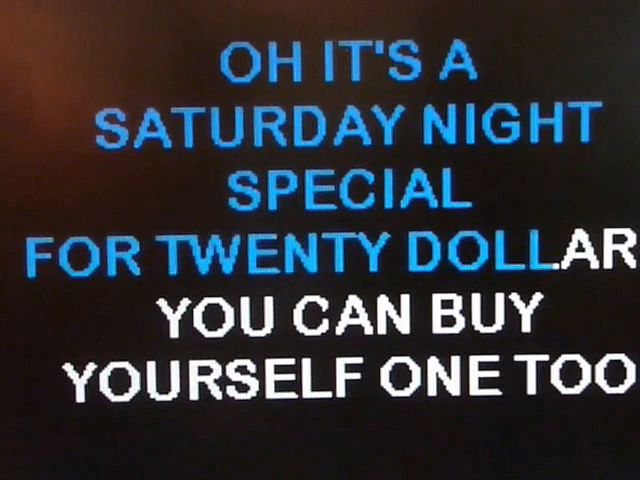 OH IT'S A
SATURDAY NIGHT
SPECIAL
FOR TWENTY DOLLAR
YOU CAN BUY
YOURSELF ONE TOO